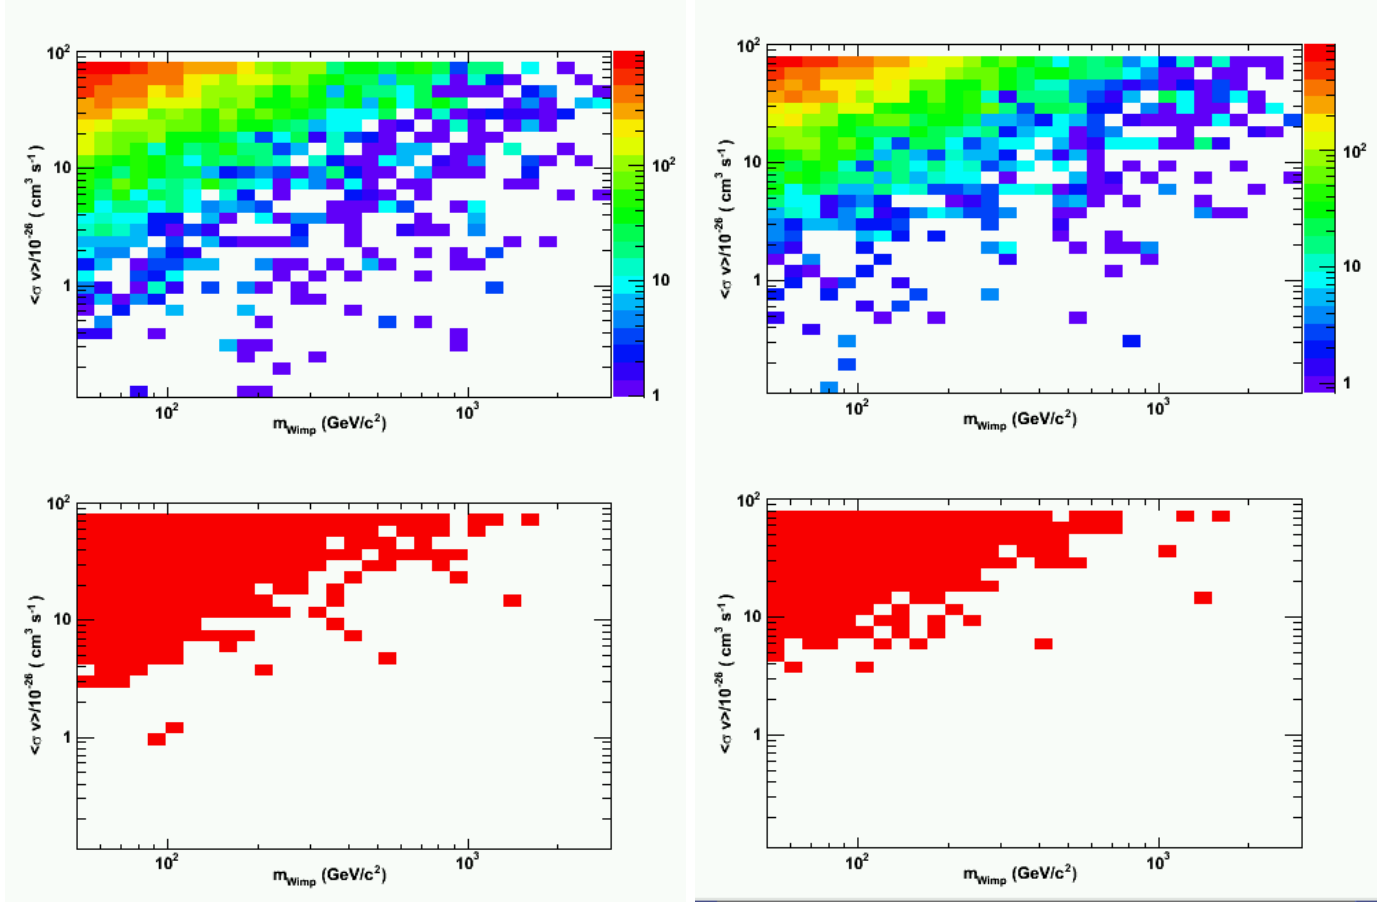 10² 10²
<σ v>/10⁻²⁶ ( cm³ s⁻¹) <σ v>/10⁻²⁶ ( cm³ s⁻¹)
10 10
1 1
10² 10²
10 10
1 1
10² 10³ 10² 10³
m_Wimp (GeV/c²) m_Wimp (GeV/c²)
10² 10²
<σ v>/10⁻²⁶ ( cm³ s⁻¹) <σ v>/10⁻²⁶ ( cm³ s⁻¹)
10 10
1 1
10² 10³ 10² 10³
m_Wimp (GeV/c²) m_Wimp (GeV/c²)